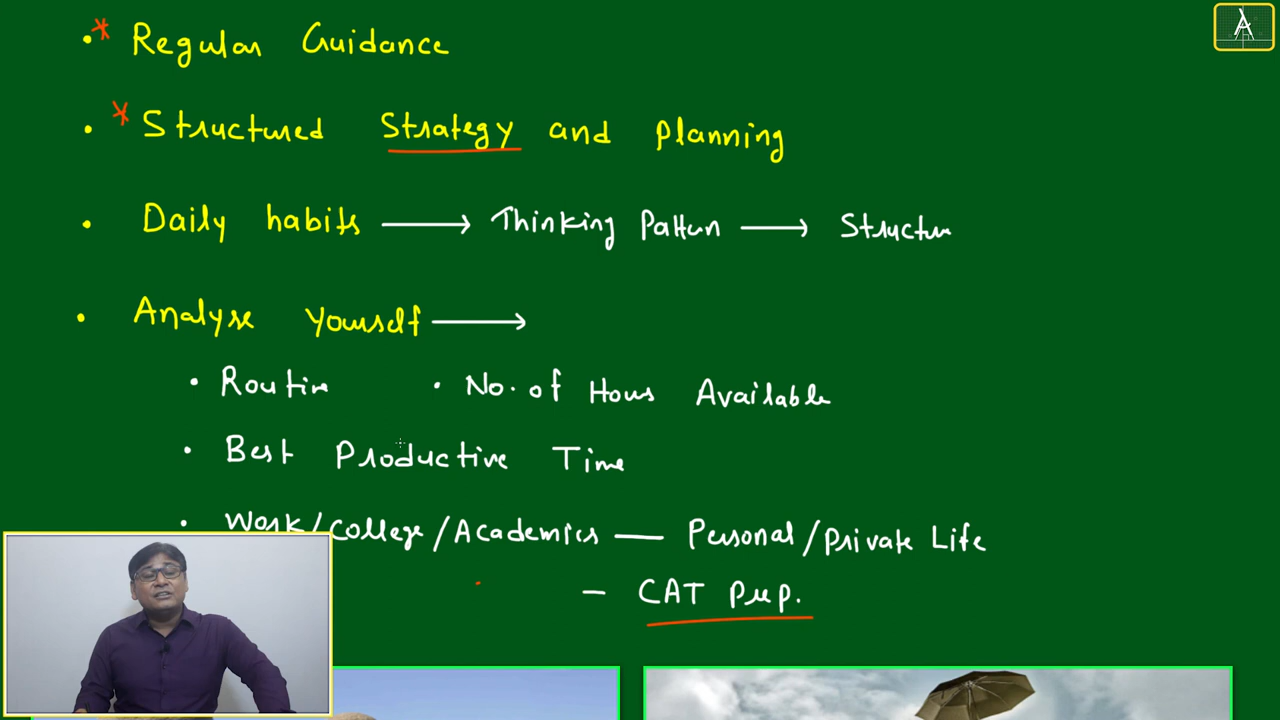 • * Regular Guidance
• * Structured Strategy and Planning
• Daily habits → Thinking Pattern → Structure
• Analyse Yourself →
• Routine • No. of Hours Available
• Best Productive Time
• Work/College/Academics — Personal/Private Life
— CAT Prep.